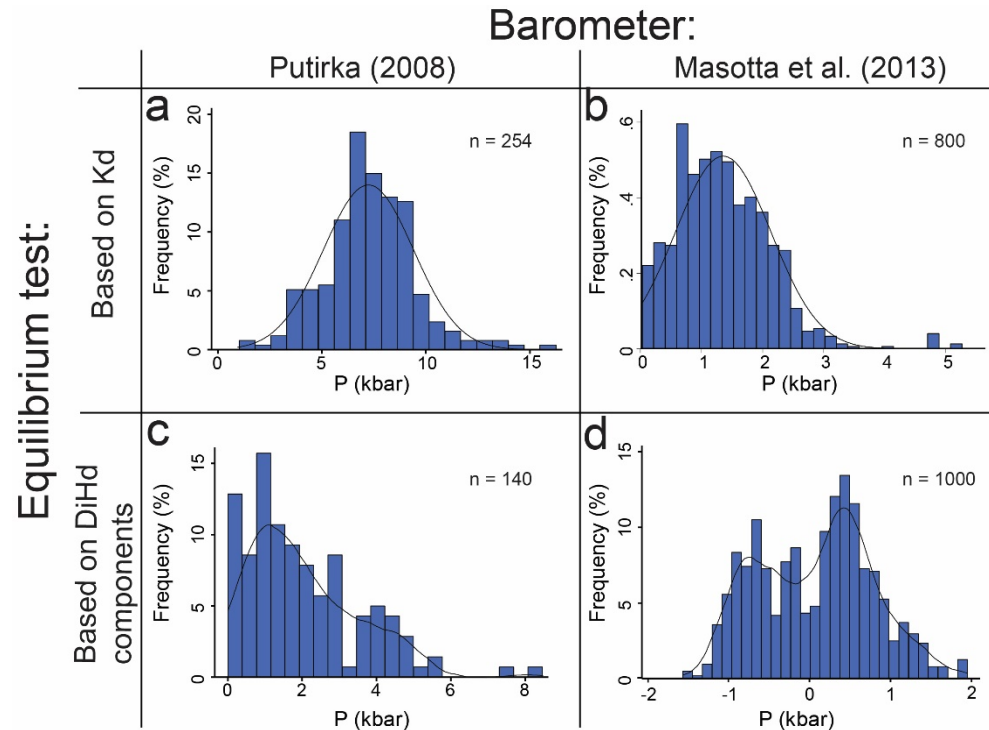 Barometer:
Putirka (2008)
Masotta et al. (2013)
Equilibrium test:
Based on Kd
a
Frequency (%)
20
15
10
5
0
n = 254
0
5
10
15
P (kbar)
b
Frequency (%)
.6
.4
.2
0
n = 800
0
1
2
3
4
5
P (kbar)
Based on DiHd
components
c
Frequency (%)
15
10
5
0
n = 140
0
2
4
6
8
P (kbar)
d
Frequency (%)
15
10
5
0
n = 1000
-2
-1
0
1
2
P (kbar)